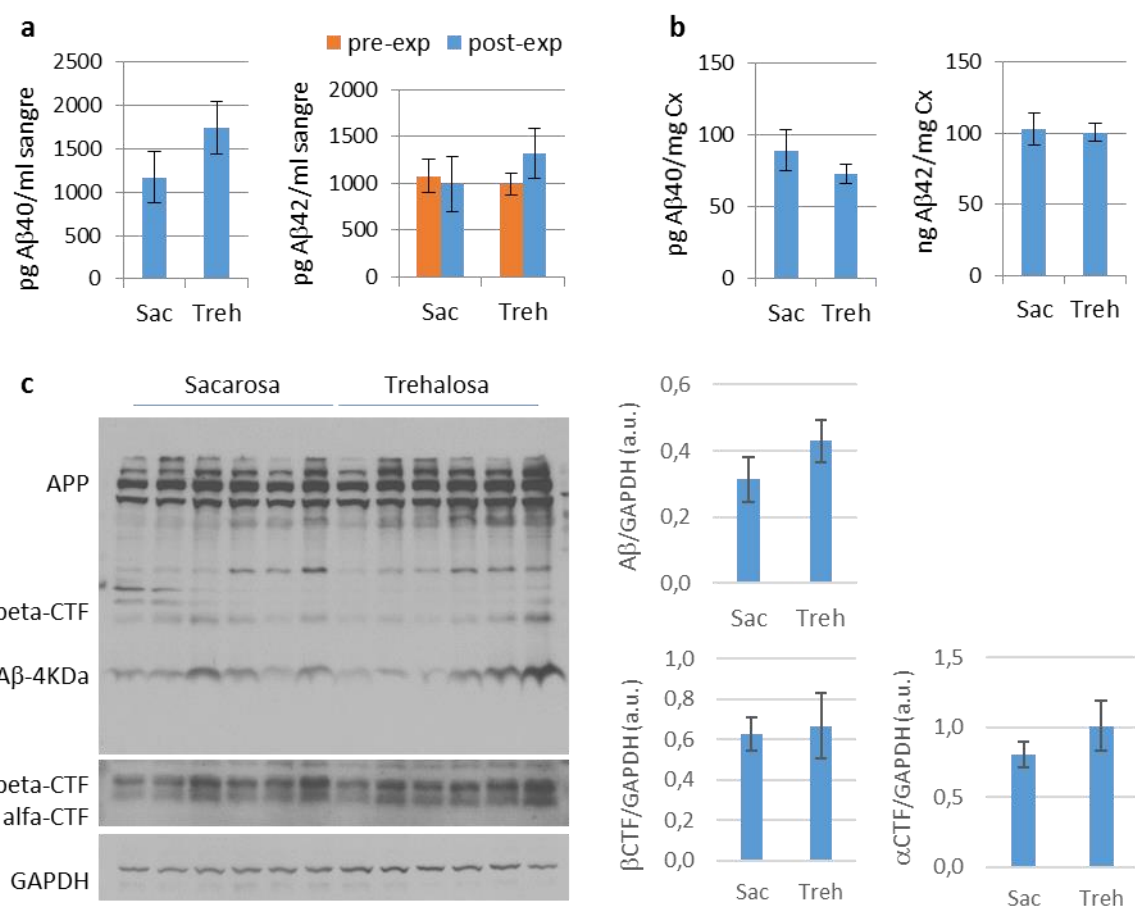 a
pre-exp post-exp
pg Aβ40/ml sangre
2500
2000
1500
1000
500
0
Sac Treh
pg Aβ42/ml sangre
2000
1500
1000
500
0
Sac Treh
b
pg Aβ40/mg Cx
150
100
50
0
Sac Treh
ng Aβ42/mg Cx
150
100
50
0
Sac Treh
c
Sacarosa Trehalosa
APP
beta-CTF
Aβ-4KDa
beta-CTF
alfa-CTF
GAPDH
Aβ/GAPDH (a.u.)
0,6
0,4
0,2
0,0
Sac Treh
βCTF/GAPDH (a.u.)
1,0
0,8
0,6
0,4
0,2
0,0
Sac Treh
αCTF/GAPDH (a.u.)
1,5
1,0
0,5
0,0
Sac Treh